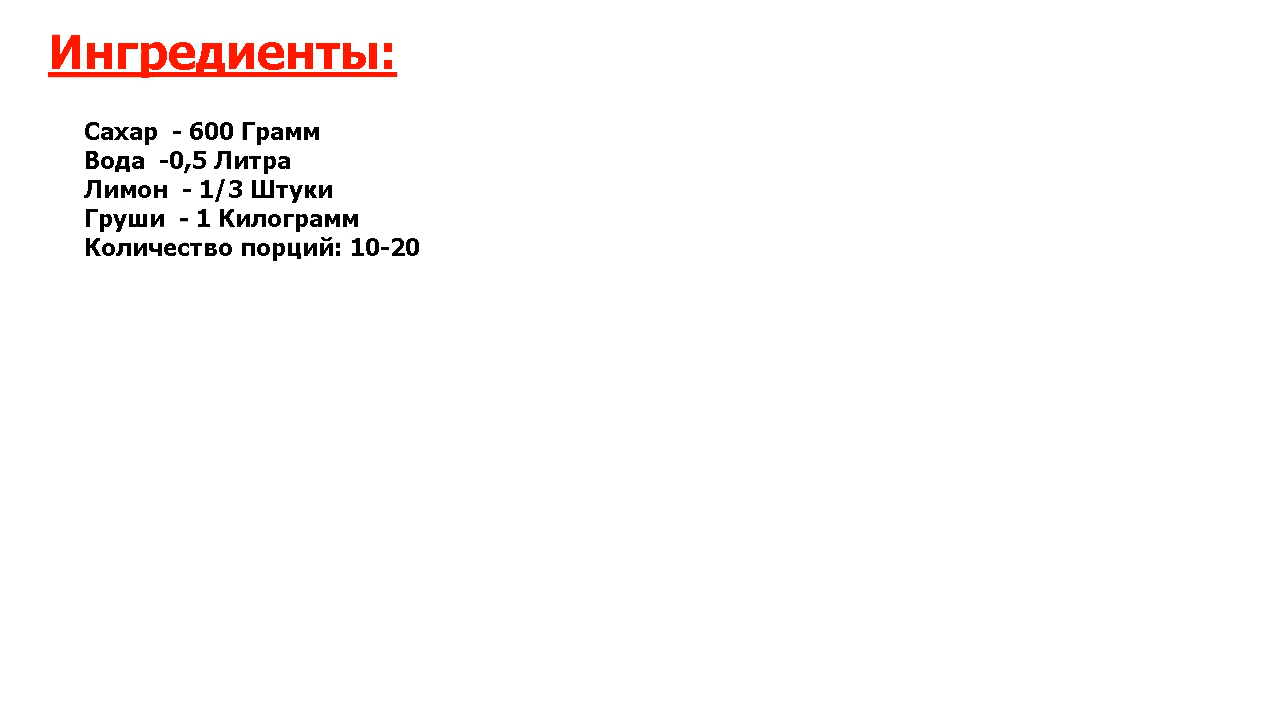 Ингредиенты:
Сахар  - 600 Грамм
Вода  -0,5 Литра
Лимон  - 1/3 Штуки
Груши  - 1 Килограмм
Количество порций: 10-20